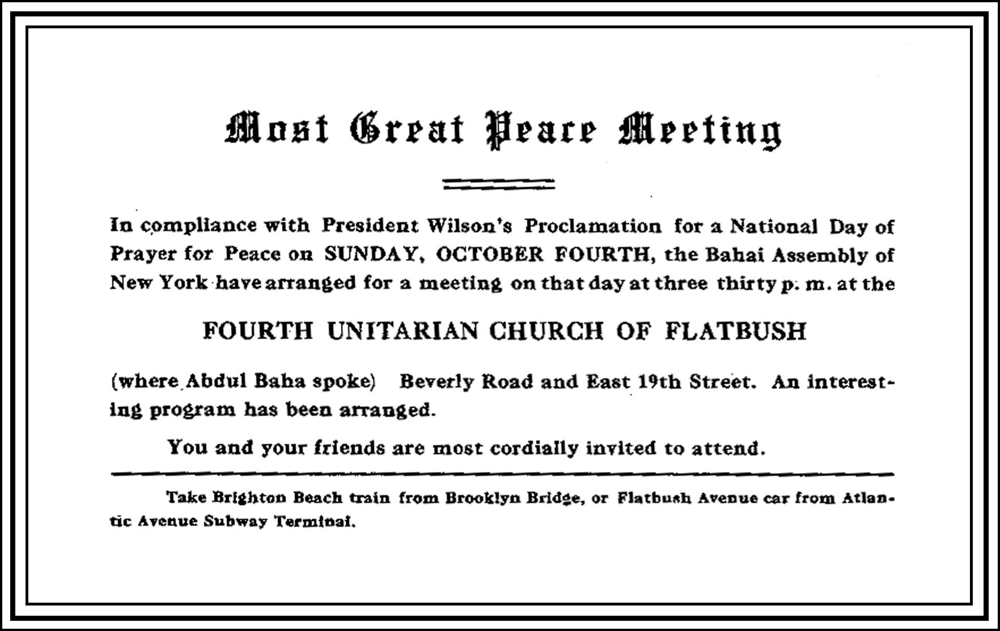 Most Great Peace Meeting
In compliance with President Wilson's Proclamation for a National Day of
Prayer for Peace on SUNDAY, OCTOBER FOURTH, the Bahai Assembly of
New York have arranged for a meeting on that day at three thirty p. m. at the
FOURTH UNITARIAN CHURCH OF FLATBUSH
(where Abdul Baha spoke) Beverly Road and East 19th Street. An interest-
ing program has been arranged.
You and your friends are most cordially invited to attend.
Take Brighton Beach train from Brooklyn Bridge, or Flatbush Avenue car from Atlan-
tic Avenue Subway Terminal.